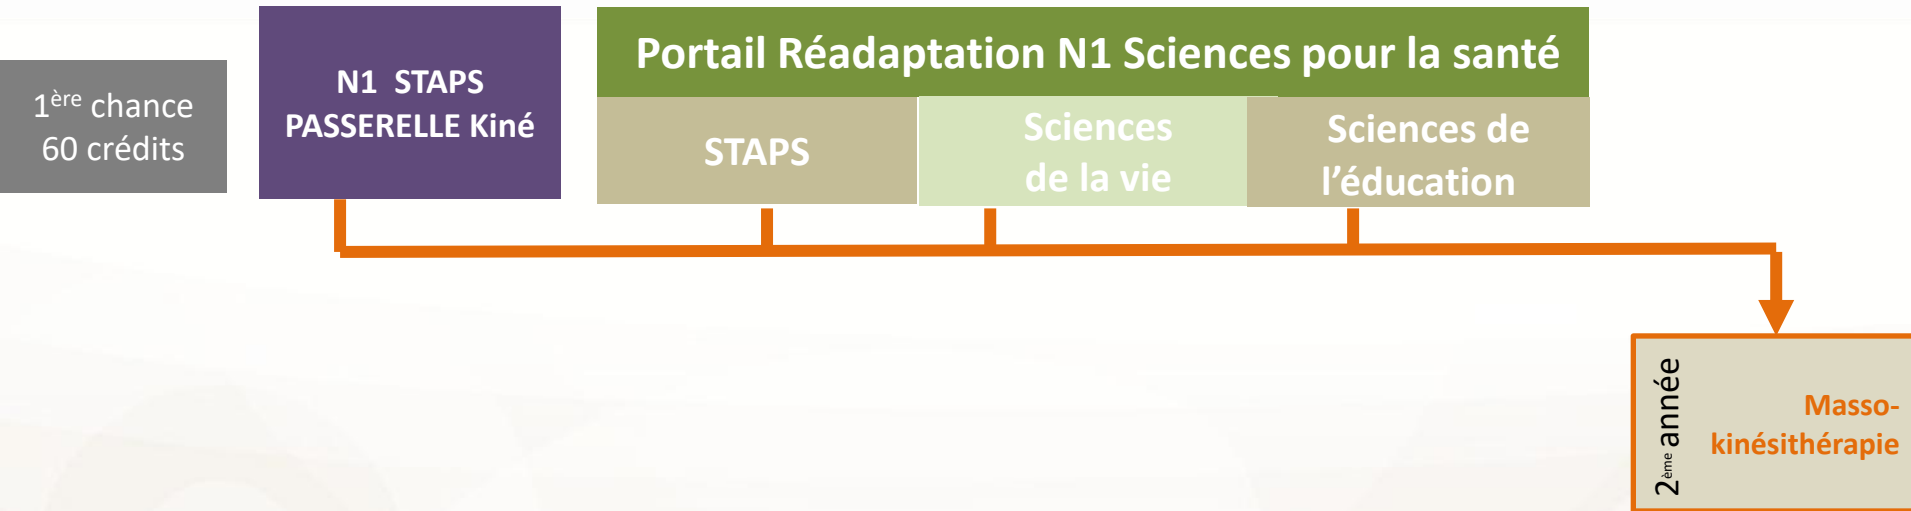 1ère chance
60 crédits
N1 STAPS
PASSERELLE Kiné
Portail Réadaptation N1 Sciences pour la santé
STAPS
Sciences
de la vie
Sciences de
l’éducation
2ème année
Masso-
kinésithérapie